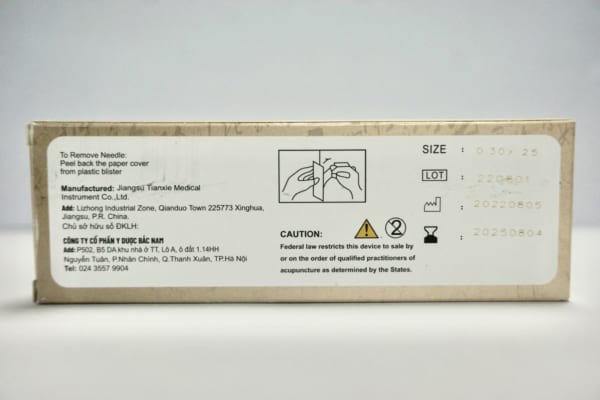 To Remove Needle:
Peel back the paper cover
from plastic blister
Manufactured: Jiangsu Tianxie Medical
Instrument Co.,Ltd.
Add: Lizhong Industrial Zone, Qianduo Town 225773 Xinghua,
Jiangsu, P.R. China.
Chủ sở hữu số ĐKLH:
CÔNG TY CỔ PHẦN Y DƯỢC BẮC NAM
Add: P502, B5 DA khu nhà ở TT, Lô A, ô đất 1.14HH
Nguyễn Tuân, P.Nhân Chính, Q.Thanh Xuân, TP.Hà Nội
Tel: 024 3557 9904
CAUTION:
Federal law restricts this device to sale by
or on the order of qualified practitioners of
acupuncture as determined by the States.
SIZE : 0.30 × 25
LOT : 220801
: 20220805
: 20250804